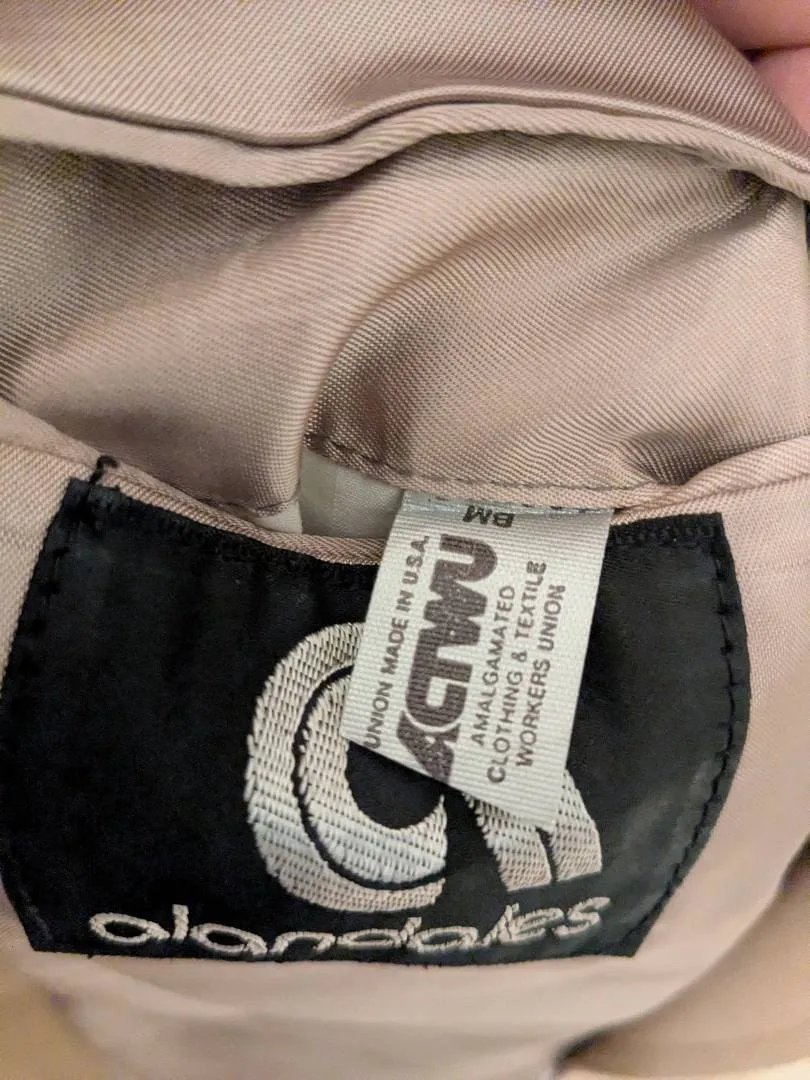 BM
UNION MADE IN U.S.A.
ACTWU
AMALGAMATED
CLOTHING & TEXTILE
WORKERS UNION
alandales